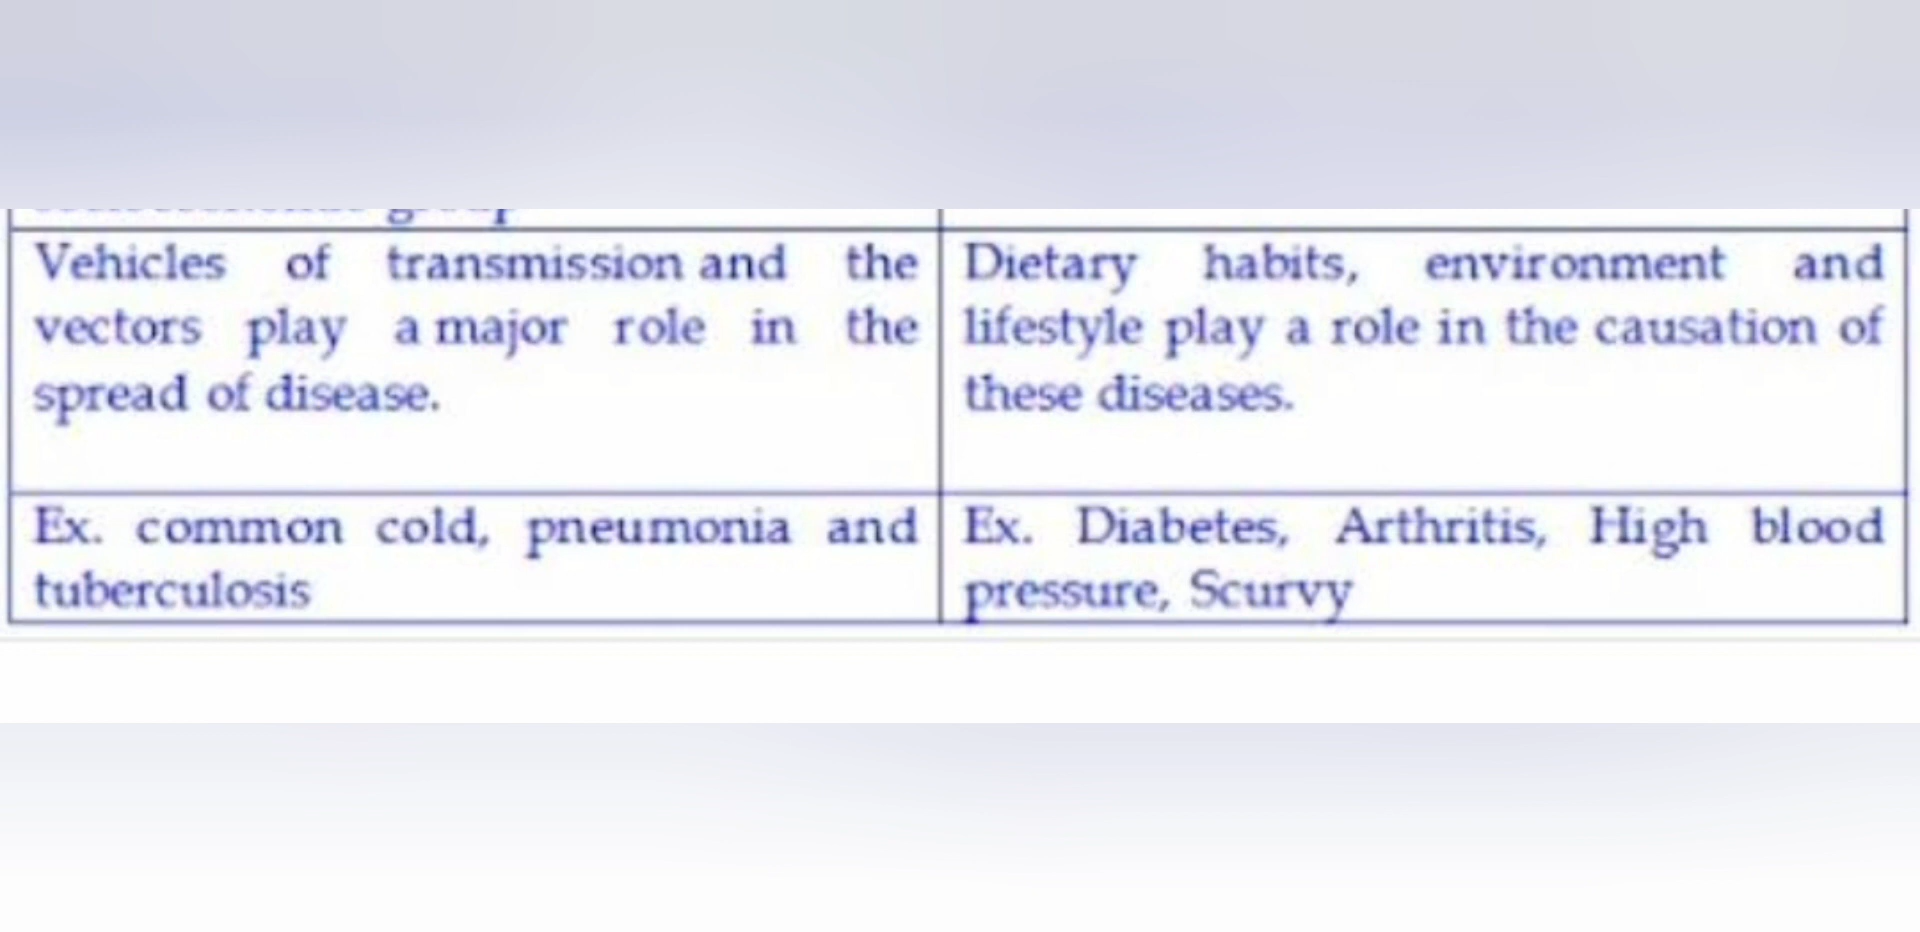 group
Vehicles of transmission and the
vectors play a major role in the
spread of disease.
Dietary habits, environment and
lifestyle play a role in the causation of
these diseases.
Ex. common cold, pneumonia and
tuberculosis
Ex. Diabetes, Arthritis, High blood
pressure, Scurvy